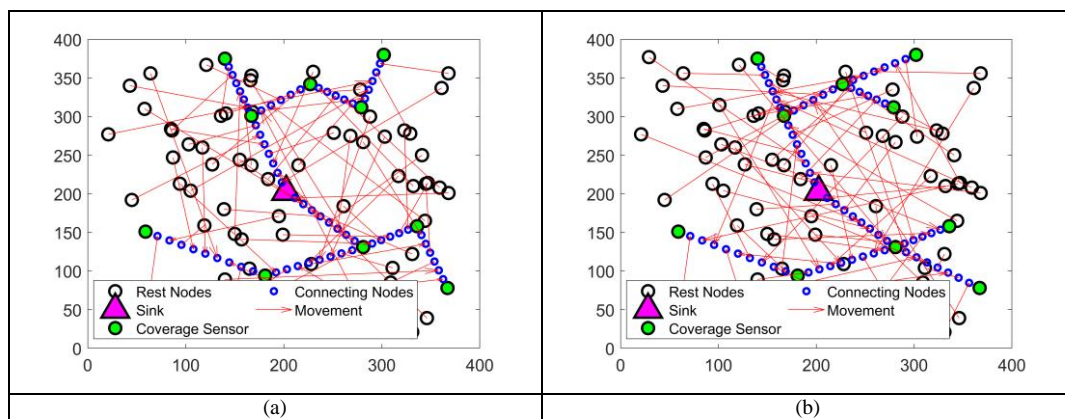 400
350
300
250
200
150
100
50
0
0 100 200 300 400
Rest Nodes
Connecting Nodes
Sink
Movement
Coverage Sensor
(a)
400
350
300
250
200
150
100
50
0
0 100 200 300 400
Rest Nodes
Connecting Nodes
Sink
Movement
Coverage Sensor
(b)